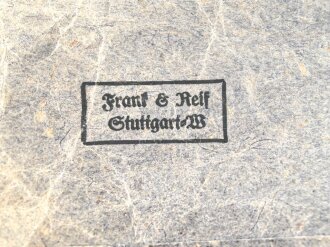 Frank & Reif
Stuttgart-W